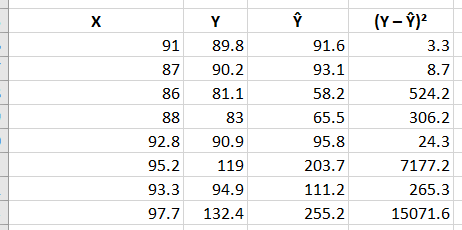 X Y Ŷ (Y – Ŷ)²
91 89.8 91.6 3.3
87 90.2 93.1 8.7
86 81.1 58.2 524.2
88 83 65.5 306.2
92.8 90.9 95.8 24.3
95.2 119 203.7 7177.2
93.3 94.9 111.2 265.3
97.7 132.4 255.2 15071.6